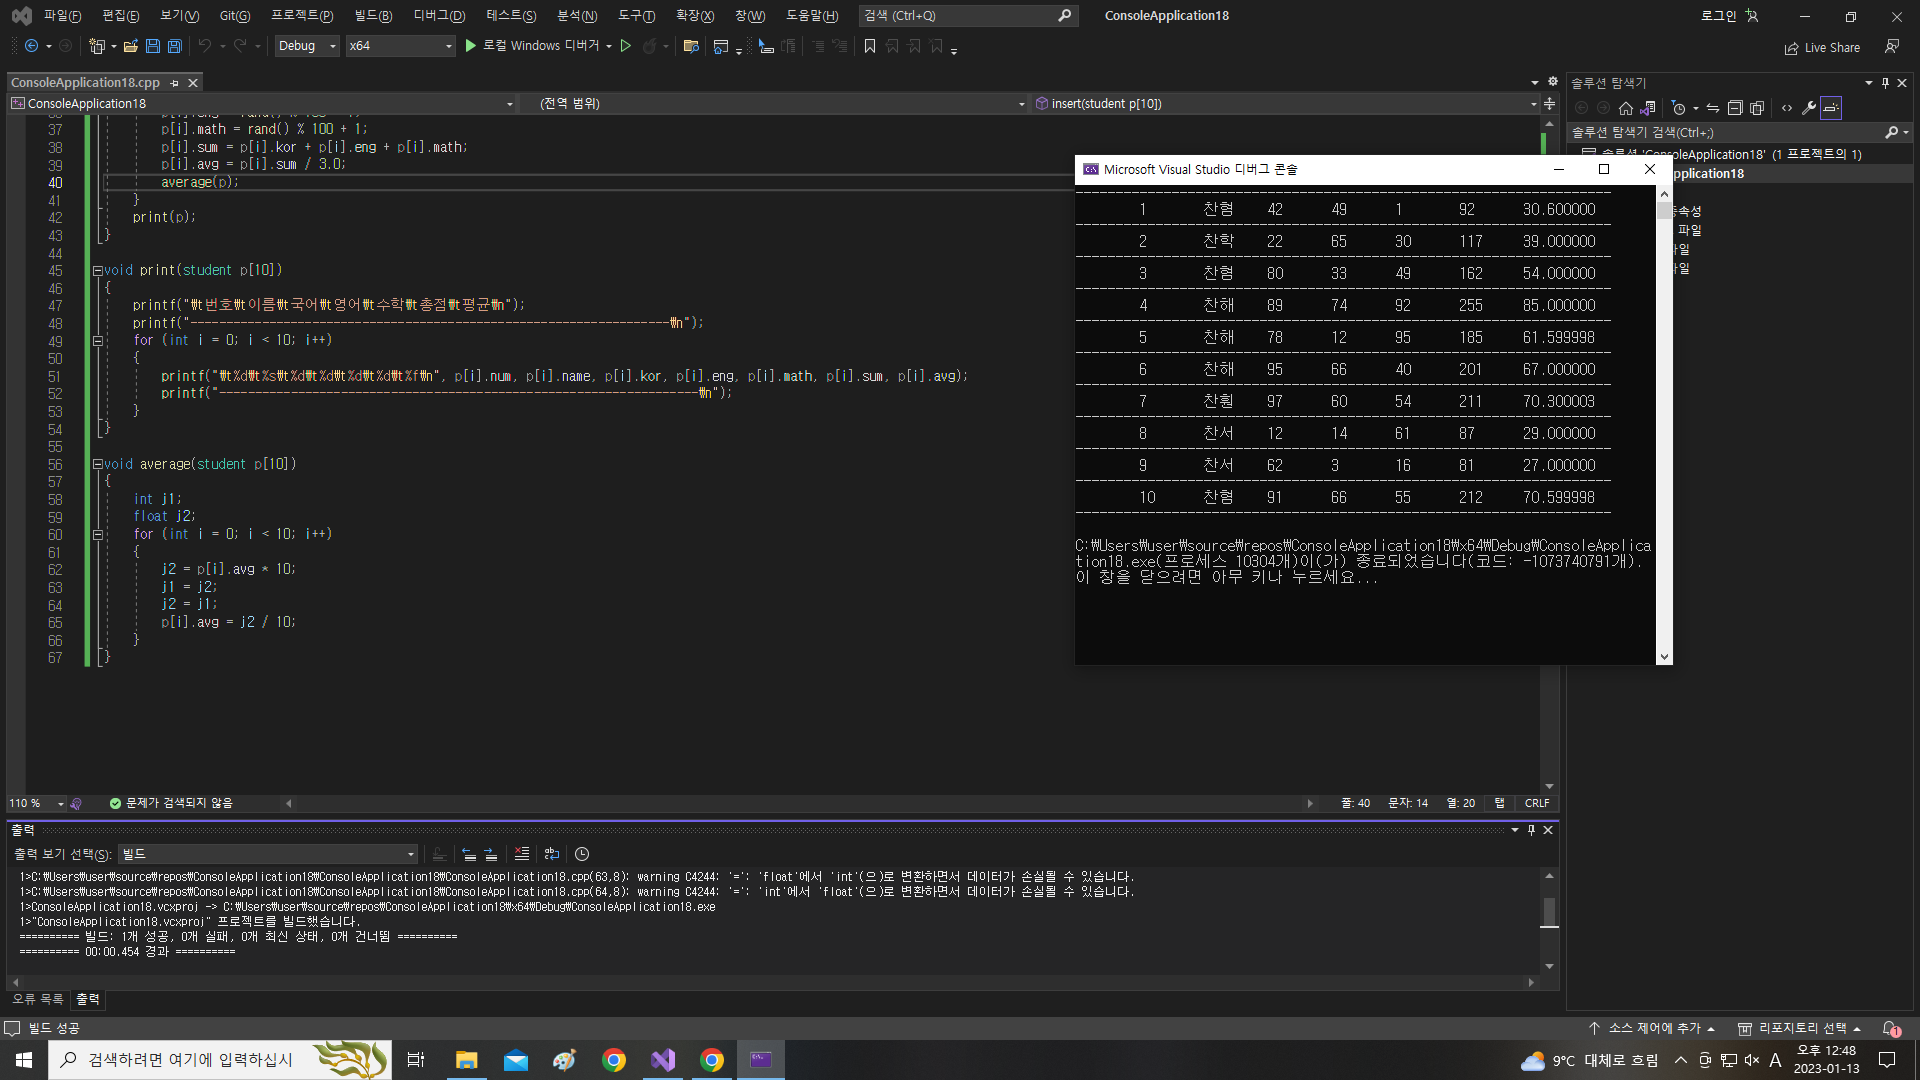 파일(F) 편집(E) 보기(V) Git(G) 프로젝트(P) 빌드(B) 디버그(D) 테스트(S) 분석(N) 도구(T) 확장(X) 창(W) 도움말(H) 검색 (Ctrl+Q) ConsoleApplication18 로그인
Debug x64 로컬 Windows 디버거 Live Share
ConsoleApplication18.cpp
ConsoleApplication18 (전역 범위) insert(student p[10])
37 p[i].math = rand() % 100 + 1;
38 p[i].sum = p[i].kor + p[i].eng + p[i].math;
39 p[i].avg = p[i].sum / 3.0;
40 average(p);
41 }
42 print(p);
43 }
44
45 void print(student p[10])
46 {
47 printf("₩t번호₩t이름₩t국어₩t영어₩t수학₩t총점₩t평균₩n");
48 printf("-------------------------------------------------------------------₩n");
49 for (int i = 0; i < 10; i++)
50 {
51 printf("₩t%d₩t%s₩t%d₩t%d₩t%d₩t%d₩t%f₩n", p[i].num, p[i].name, p[i].kor, p[i].eng, p[i].math, p[i].sum, p[i].avg);
52 printf("-------------------------------------------------------------------₩n");
53 }
54 }
55
56 void average(student p[10])
57 {
58 int j1;
59 float j2;
60 for (int i = 0; i < 10; i++)
61 {
62 j2 = p[i].avg * 10;
63 j1 = j2;
64 j2 = j1;
65 p[i].avg = j2 / 10;
66 }
67 }
110 % 문제가 검색되지 않음 줄: 40 문자: 14 열: 20 탭 CRLF
Microsoft Visual Studio 디버그 콘솔
-------------------------------------------------------------------
1 찬혐 42 49 1 92 30.600000
-------------------------------------------------------------------
2 찬학 22 65 30 117 39.000000
-------------------------------------------------------------------
3 찬혐 80 33 49 162 54.000000
-------------------------------------------------------------------
4 찬해 89 74 92 255 85.000000
-------------------------------------------------------------------
5 찬해 78 12 95 185 61.599998
-------------------------------------------------------------------
6 찬해 95 66 40 201 67.000000
-------------------------------------------------------------------
7 찬훤 97 60 54 211 70.300003
-------------------------------------------------------------------
8 찬서 12 14 61 87 29.000000
-------------------------------------------------------------------
9 찬서 62 3 16 81 27.000000
-------------------------------------------------------------------
10 찬혐 91 66 55 212 70.599998
-------------------------------------------------------------------
C:₩Users₩user₩source₩repos₩ConsoleApplication18₩x64₩Debug₩ConsoleApplica
tion18.exe(프로세스 10304개)이(가) 종료되었습니다(코드: -1073740791개).
이 창을 닫으려면 아무 키나 누르세요...
솔루션 탐색기
솔루션 탐색기 검색(Ctrl+;)
솔루션 'ConsoleApplication18' (1 프로젝트의 1)
pplication18
종속성
파일
출력
출력 보기 선택(S): 빌드
1>C:₩Users₩user₩source₩repos₩ConsoleApplication18₩ConsoleApplication18₩ConsoleApplication18.cpp(63,8): warning C4244: '=': 'float'에서 'int'(으)로 변환하면서 데이터가 손실될 수 있습니다.
1>C:₩Users₩user₩source₩repos₩ConsoleApplication18₩ConsoleApplication18₩ConsoleApplication18.cpp(64,8): warning C4244: '=': 'int'에서 'float'(으)로 변환하면서 데이터가 손실될 수 있습니다.
1>ConsoleApplication18.vcxproj -> C:₩Users₩user₩source₩repos₩ConsoleApplication18₩x64₩Debug₩ConsoleApplication18.exe
1>"ConsoleApplication18.vcxproj" 프로젝트를 빌드했습니다.
========== 빌드: 1개 성공, 0개 실패, 0개 최신 상태, 0개 건너뜀 ==========
========== 00:00.454 경과 ==========
오류 목록 출력
빌드 성공 소스 제어에 추가 리포지토리 선택 1
검색하려면 여기에 입력하십시 9°C 대체로 흐림 A 오후 12:48
2023-01-13